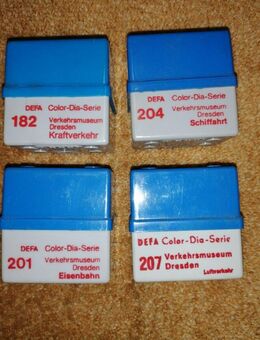 DEFA Color-Dia-Serie
182 Verkehrsmuseum
Dresden
Kraftverkehr
DEFA Color-Dia-Serie
204 Verkehrsmuseum
Dresden
Schiffahrt
DEFA Color-Dia-Serie
201 Verkehrsmuseum
Dresden
Eisenbahn
DEFA Color-Dia-Serie
207 Verkehrsmuseum
Dresden
Luftverkehr